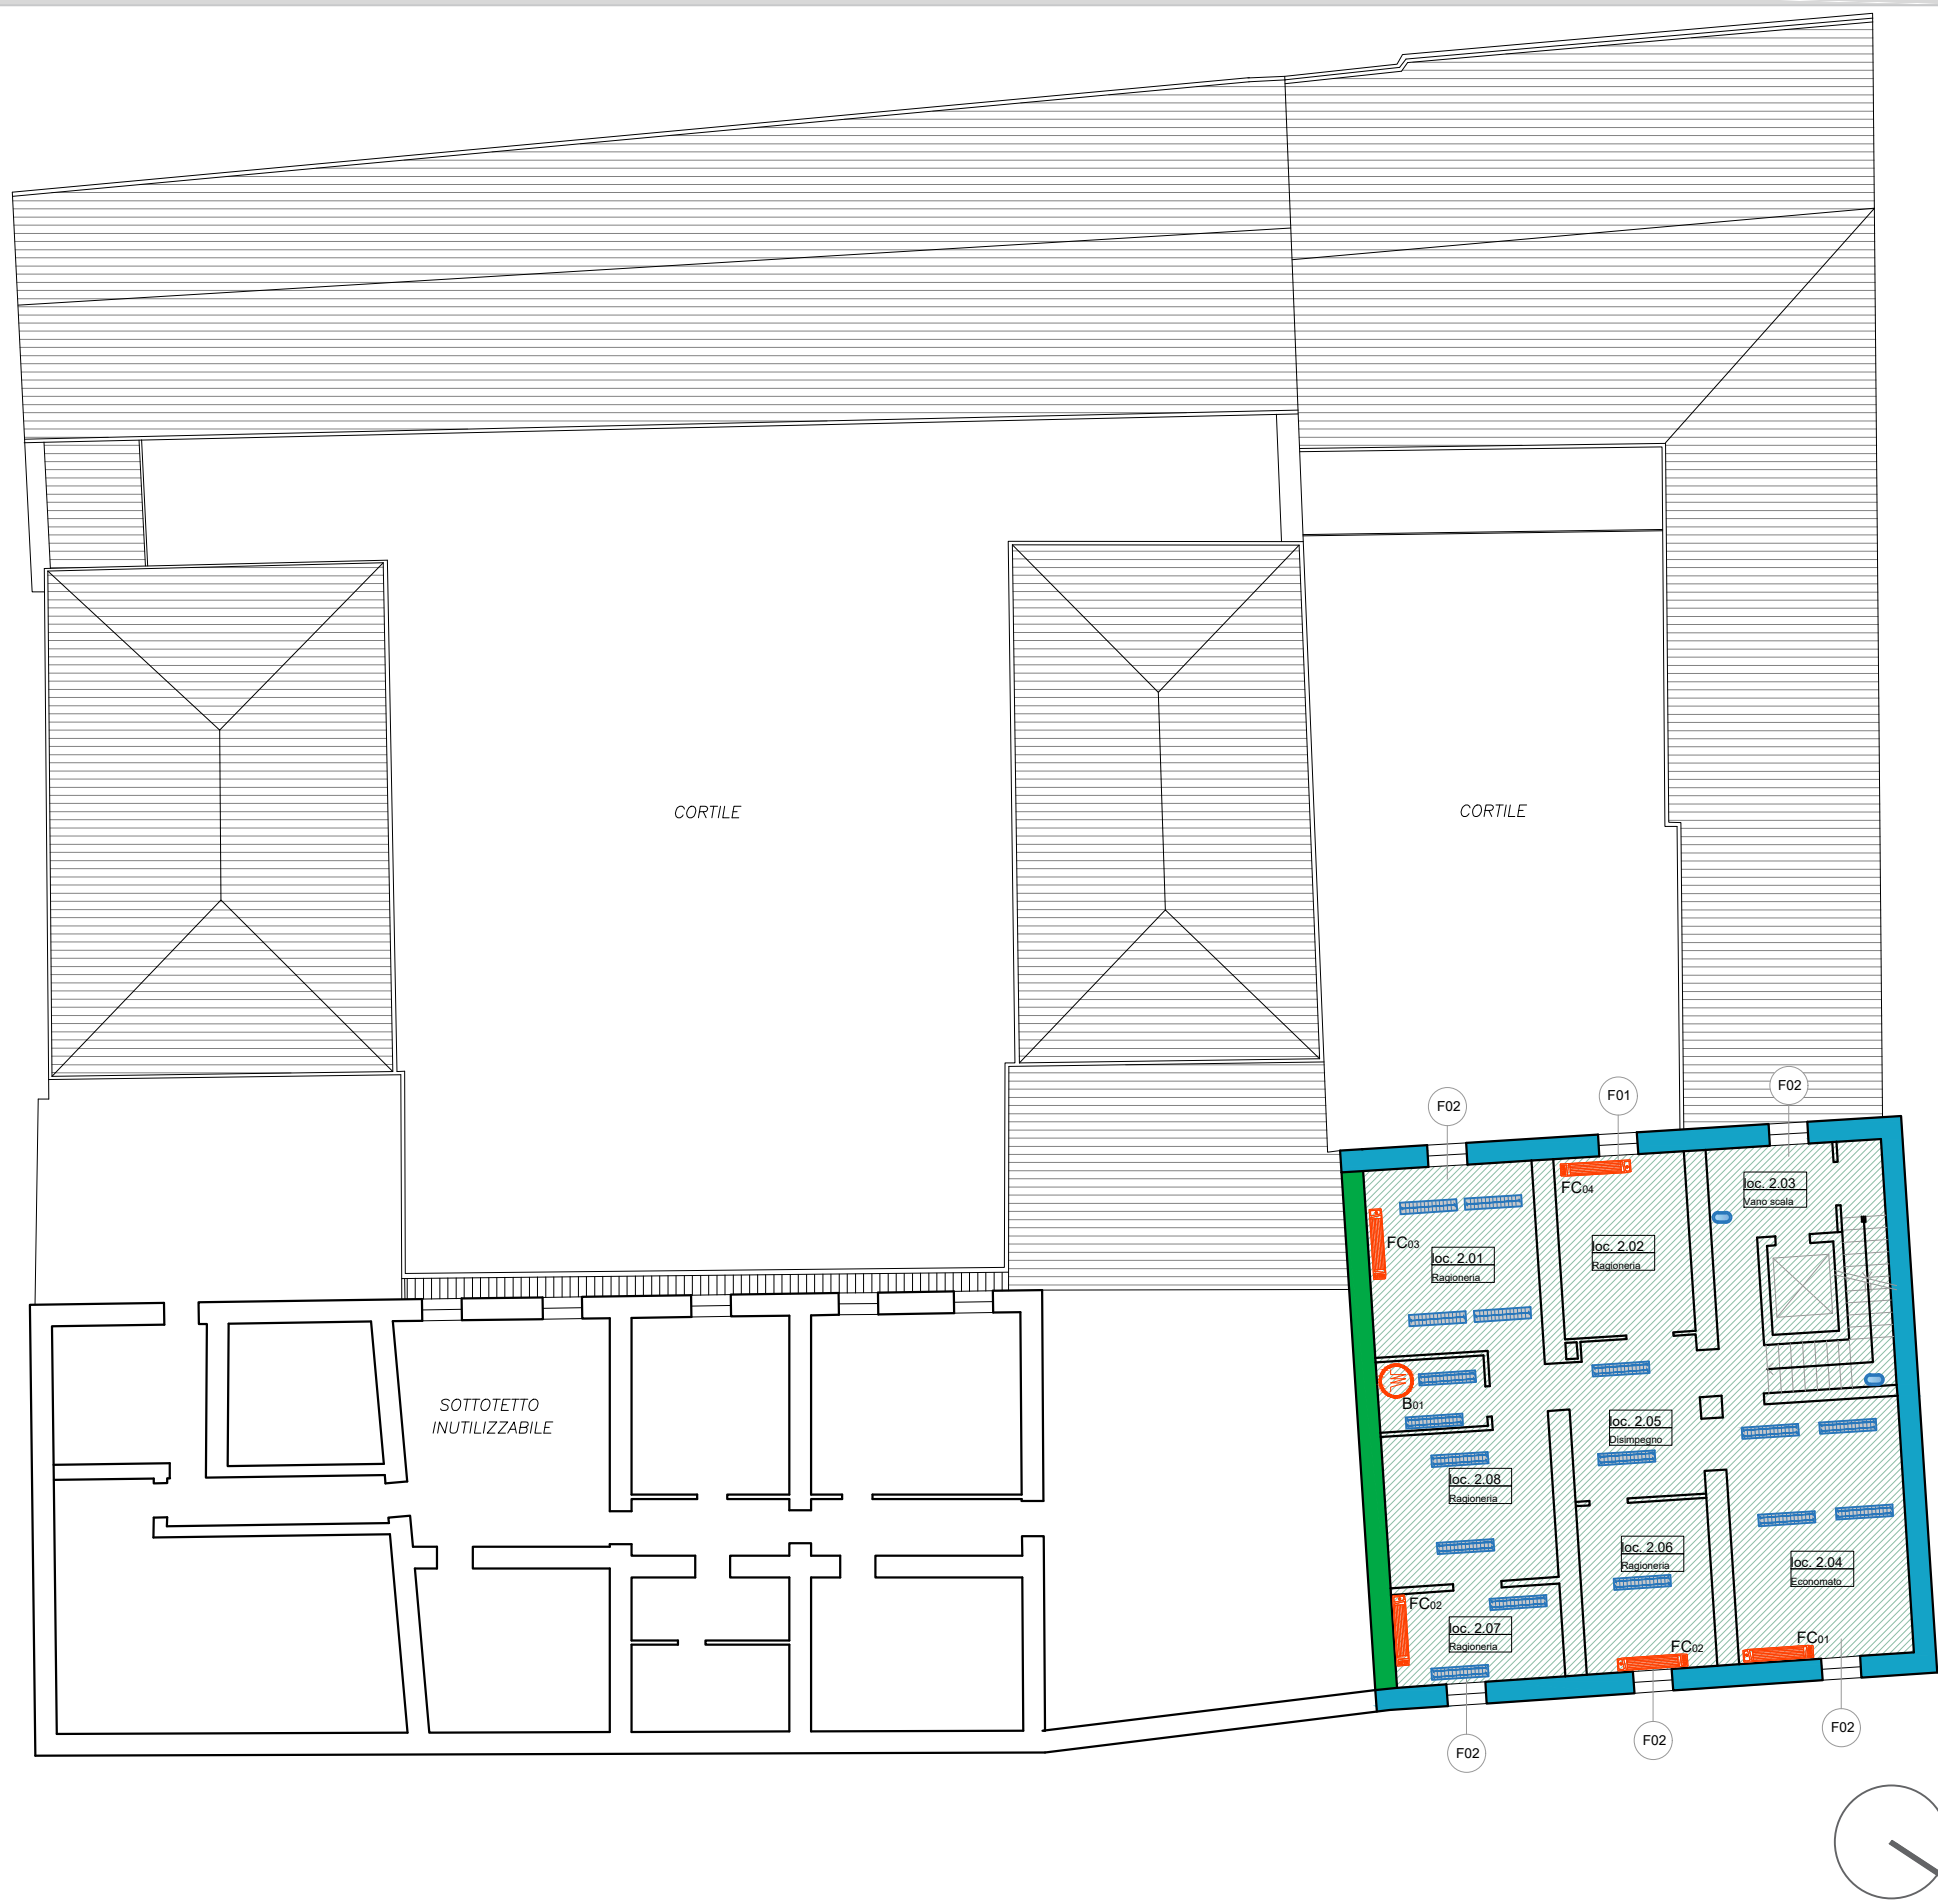 CORTILE
CORTILE
F02
F01
F02
FC04
loc. 2.03
Vano scala
FC03
loc. 2.01
Ragioneria
loc. 2.02
Ragioneria
B01
SOTTOTETTO
INUTILIZZABILE
loc. 2.05
Disimpegno
loc. 2.08
Ragioneria
loc. 2.06
Ragioneria
loc. 2.04
Economato
FC02
loc. 2.07
Ragioneria
FC02
FC01
F02
F02
F02